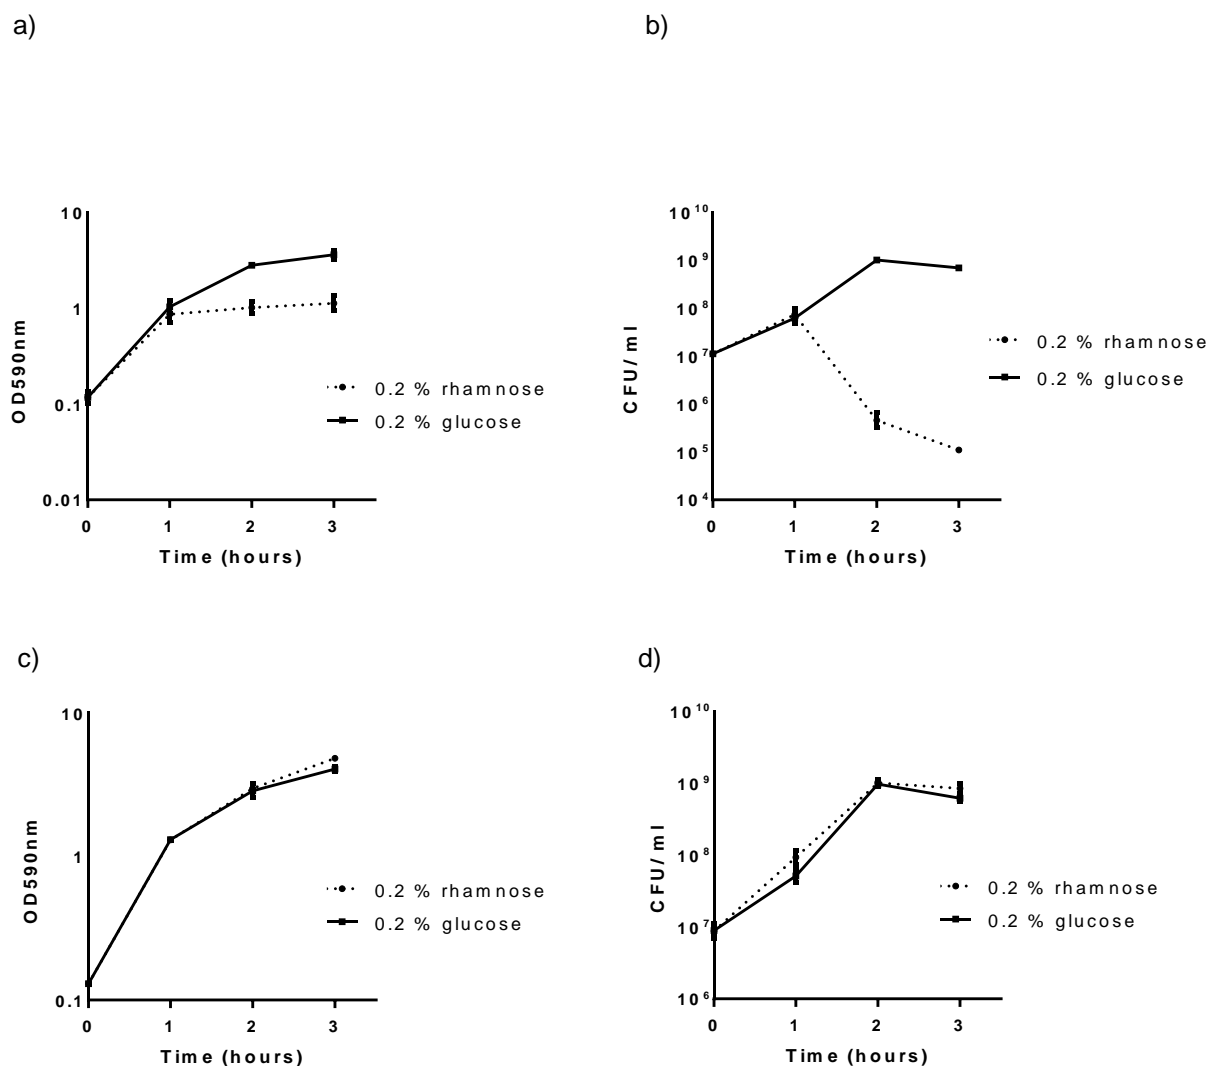 a)
10
1
0.1
0.01
OD590nm
0 1 2 3
Time (hours)
0.2 % rhamnose
0.2 % glucose
b)
10^10
10^9
10^8
10^7
10^6
10^5
10^4
CFU/ml
0 1 2 3
Time (hours)
0.2 % rhamnose
0.2 % glucose
c)
10
1
0.1
OD590nm
0 1 2 3
Time (hours)
0.2 % rhamnose
0.2 % glucose
d)
10^10
10^9
10^8
10^7
10^6
CFU/ml
0 1 2 3
Time (hours)
0.2 % rhamnose
0.2 % glucose